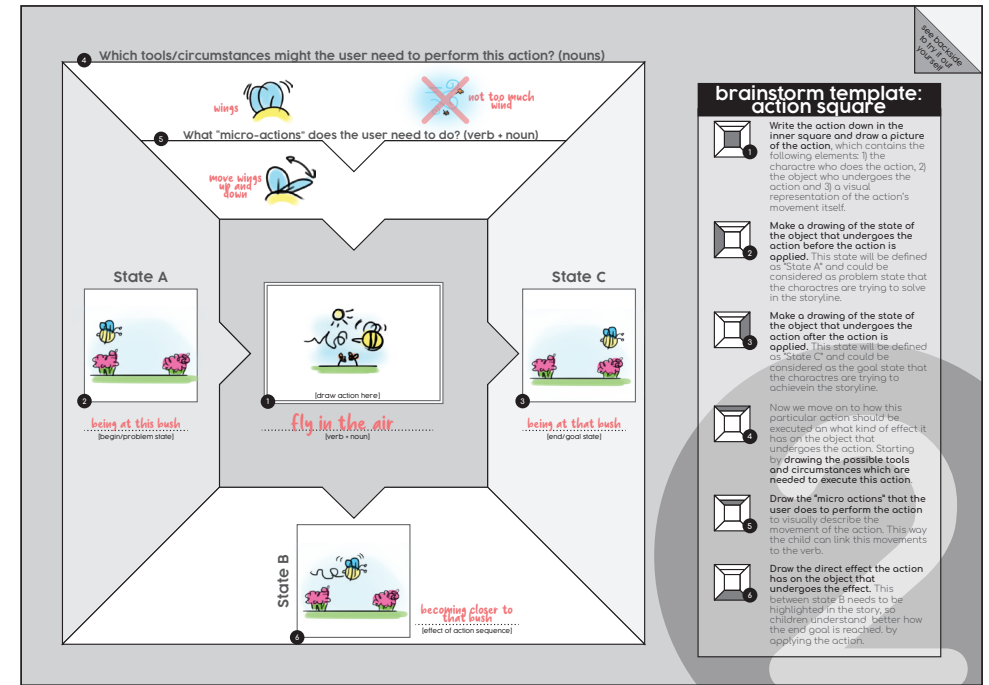 see backside
to try it out
yourself
4 Which tools/circumstances might the user need to perform this action? (nouns)
wings
not too much
wind
5 What "micro-actions" does the user need to do? (verb + noun)
move wings
up and
down
State A
2
being at this bush
[begin/problem state]
[draw action here]
1
fly in the air
[verb + noun]
State C
3
being at that bush
[end/goal state]
State B
6
becoming closer to
that bush
[effect of action sequence]
brainstorm template:
action square
1
Write the action down in the
inner square and draw a picture
of the action, which contains the
following elements: 1) the
charactre who does the action, 2)
the object who undergoes the
action and 3) a visual
representation of the action's
movement itself.
2
Make a drawing of the state of
the object that undergoes the
action before the action is
applied. This state will be defined
as "State A" and could be
considered as problem state that
the charactres are trying to solve
in the storyline.
3
Make a drawing of the state of
the object that undergoes the
action after the action is
applied. This state will be defined
as "State C" and could be
considered as the goal state that
the charactres are trying to
achievein the storyline.
4
Now we move on to how this
particular action should be
executed an what kind of effect it
has on the object that
undergoes the action. Starting
by drawing the possible tools
and circumstances which are
needed to execute this action.
5
Draw the "micro actions" that the
user does to perform the action
to visually describe the
movement of the action. This way
the child can link this movements
to the verb.
6
Draw the direct effect the action
has on the object that
undergoes the effect. This
between state B needs to be
highlighted in the story, so
children understand better how
the end goal is reached, by
applying the action.
2